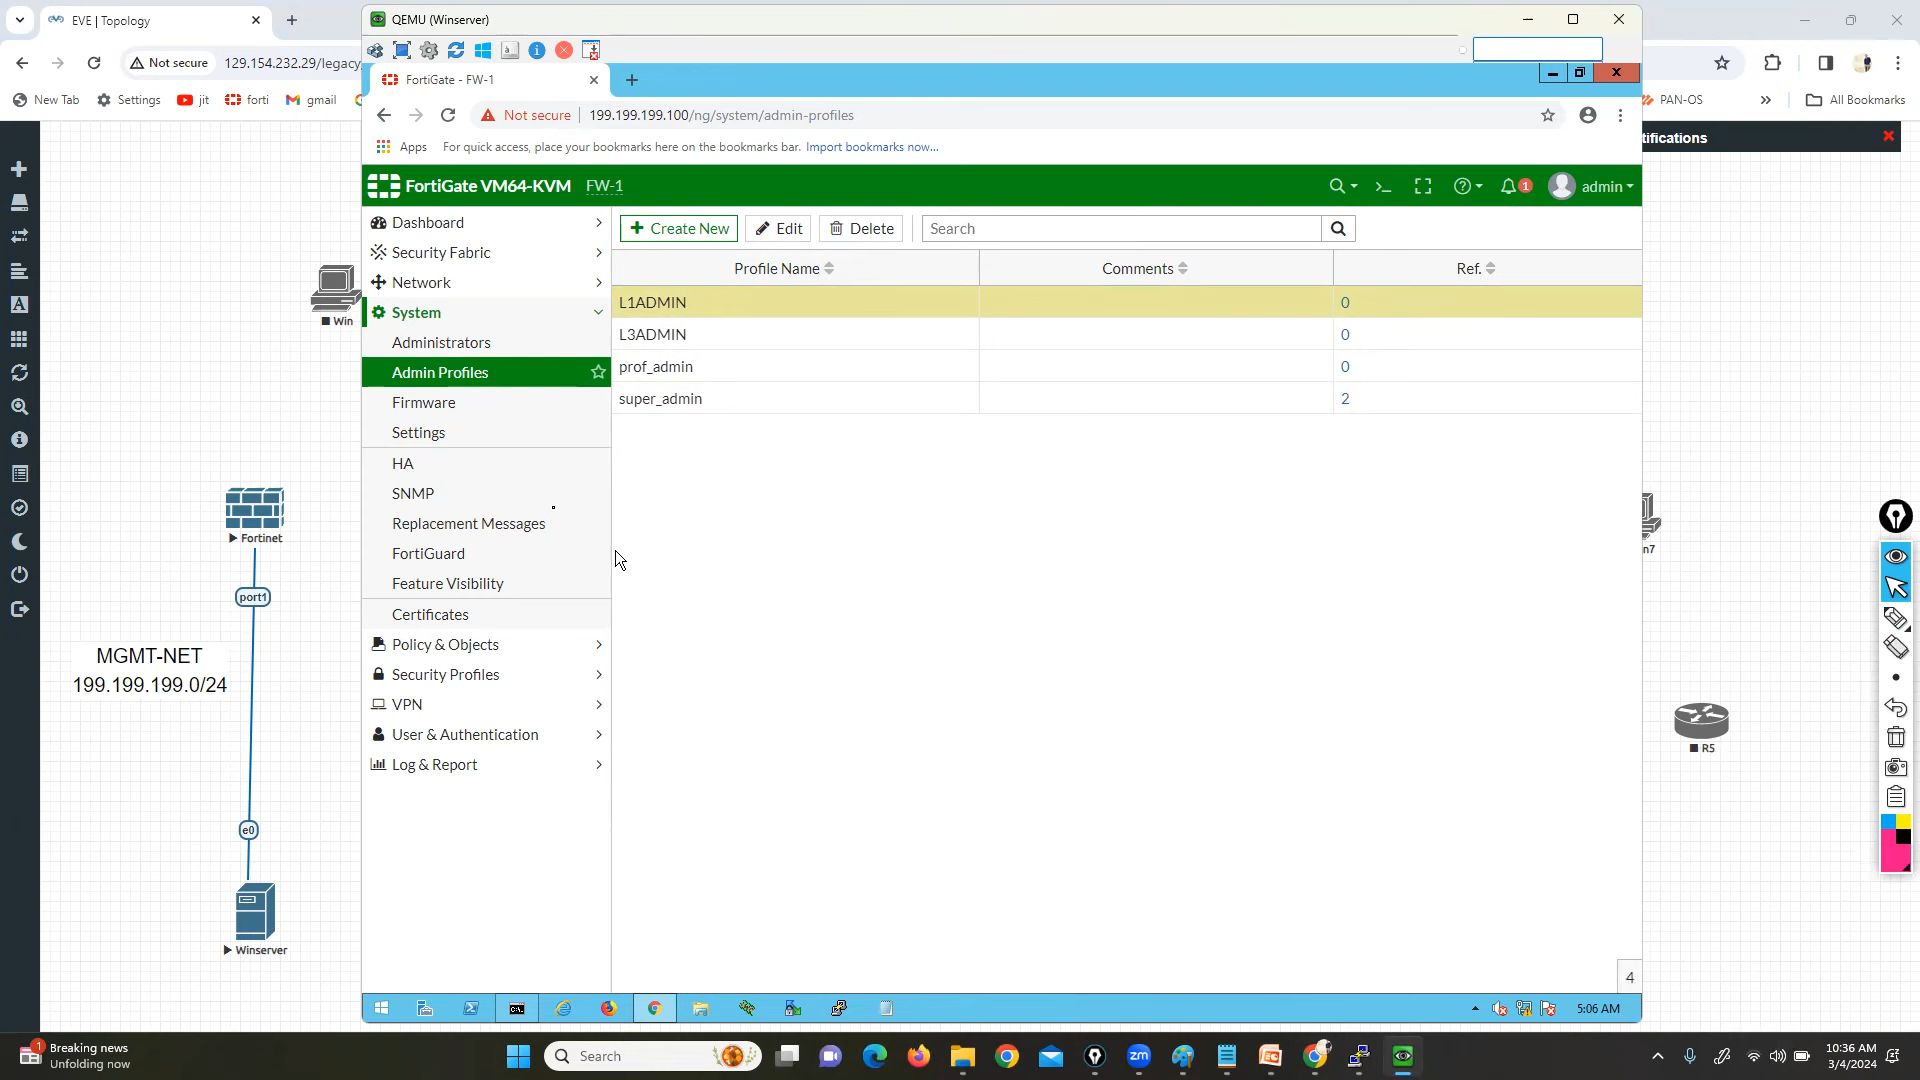 EVE | Topology
QEMU (Winserver)
Not secure
129.154.232.29/legacy
FortiGate - FW-1
New Tab
Settings
jit
forti
gmail
PAN-OS
All Bookmarks
Not secure
199.199.199.100/ng/system/admin-profiles
Apps
For quick access, place your bookmarks here on the bookmarks bar. Import bookmarks now...
tifications
FortiGate VM64-KVM
FW-1
1
admin
Dashboard
Security Fabric
Network
System
Administrators
Admin Profiles
Firmware
Settings
HA
SNMP
Replacement Messages
FortiGuard
Feature Visibility
Certificates
Policy & Objects
Security Profiles
VPN
User & Authentication
Log & Report
Create New
Edit
Delete
Search
Profile Name
Comments
Ref.
L1ADMIN
0
L3ADMIN
0
prof_admin
0
super_admin
2
4
Win
Fortinet
port1
MGMT-NET
199.199.199.0/24
e0
Winserver
n7
R5
5:06 AM
1
Breaking news
Unfolding now
Search
zm
10:36 AM
3/4/2024